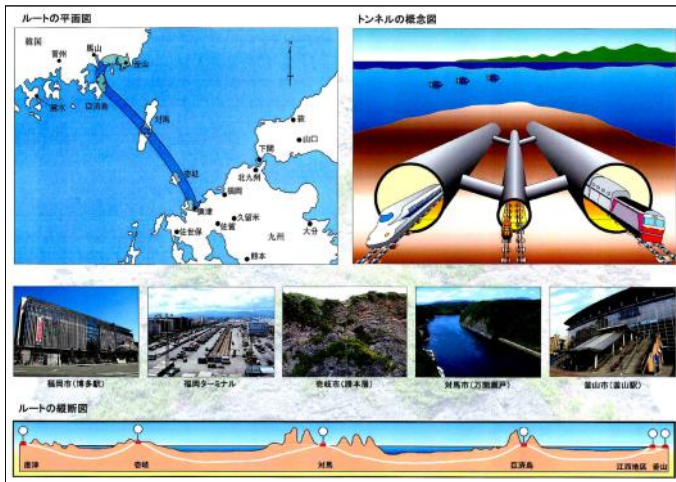 ルートの平面図
韓国
晋州
馬山
釜山
麗水
巨済島
対馬
壱岐
萩
山口
下関
北九州
福岡
唐津
久留米
佐賀
佐世保
大分
九州
熊本
トンネルの概念図
福岡市(博多駅)
福岡ターミナル
壱岐市(勝本層)
対馬市(万関瀬戸)
釜山市(釜山駅)
ルートの縦断図
唐津
壱岐
対馬
巨済島
江西地区
釜山